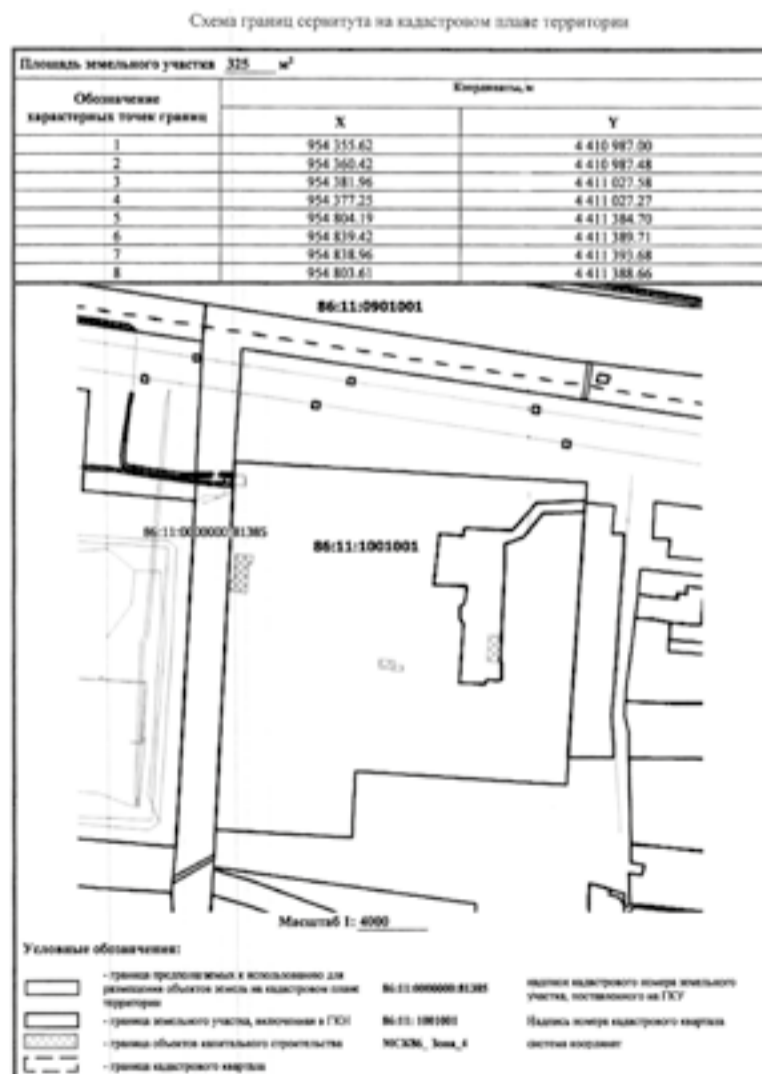 Схема границ сервитута на кадастровом плане территории
Площадь земельного участка 325 м²
Обозначение характерных точек границ
Координаты, м
X Y
1 954 355.62 4 410 987.00
2 954 360.42 4 410 987.48
3 954 381.96 4 411 027.58
4 954 377.25 4 411 027.27
5 954 804.19 4 411 384.70
6 954 839.42 4 411 389.71
7 954 838.96 4 411 393.68
8 954 803.61 4 411 388.66
86:11:0901001
86:11:0000000:81385
86:11:1001001
Масштаб 1: 4000
Условные обозначения:
- граница предполагаемых к использованию для
размещения объектов земель на кадастровом плане
территории
86:11:0000000:81385
надписи кадастрового номера земельного
участка, поставленного на ГКУ
- граница земельного участка, включенная в ГКН
86:11: 1001001
Надпись номера кадастрового квартала
- граница объектов капитального строительства
МСК86_ Зона_4
система координат
- граница кадастрового квартала